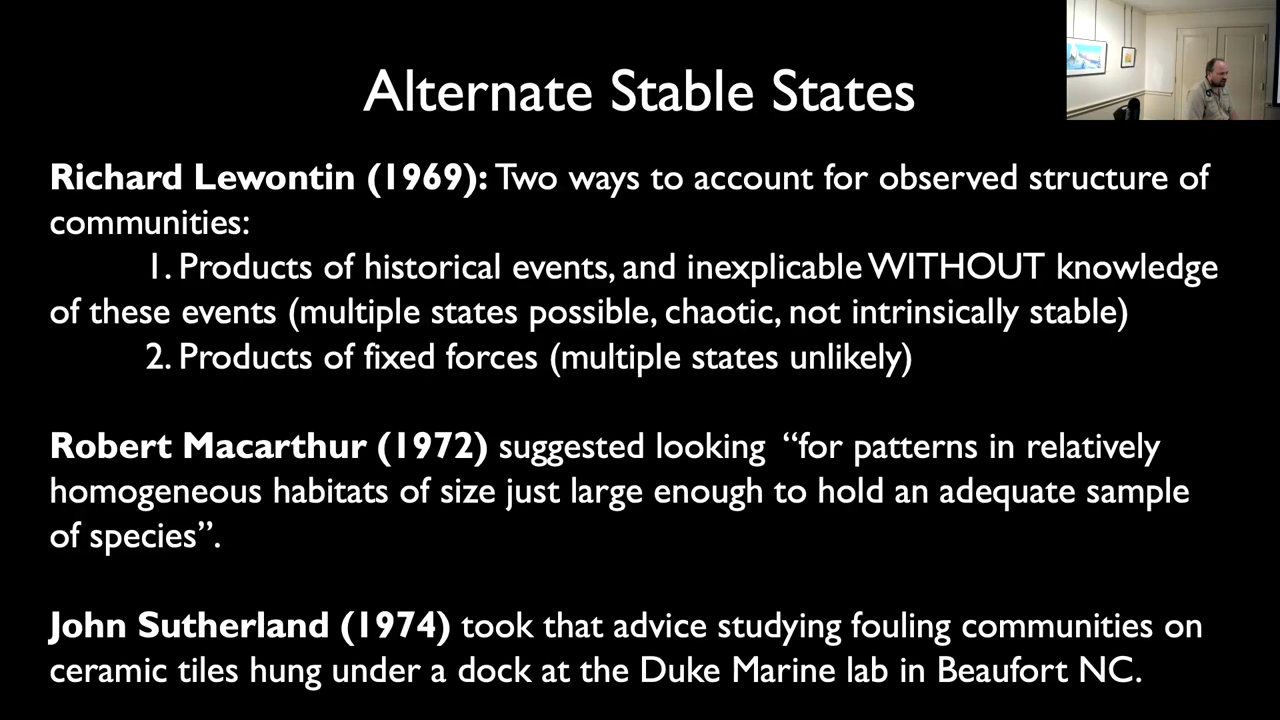 Alternate Stable States
Richard Lewontin (1969): Two ways to account for observed structure of
communities:
1. Products of historical events, and inexplicable WITHOUT knowledge
of these events (multiple states possible, chaotic, not intrinsically stable)
2. Products of fixed forces (multiple states unlikely)
Robert Macarthur (1972) suggested looking “for patterns in relatively
homogeneous habitats of size just large enough to hold an adequate sample
of species”.
John Sutherland (1974) took that advice studying fouling communities on
ceramic tiles hung under a dock at the Duke Marine lab in Beaufort NC.